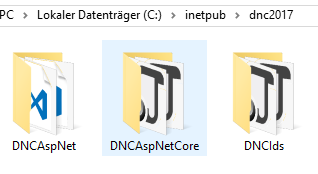 PC > Lokaler Datenträger (C:) > inetpub > dnc2017
DNCAspNet DNCAspNetCore DNCIds